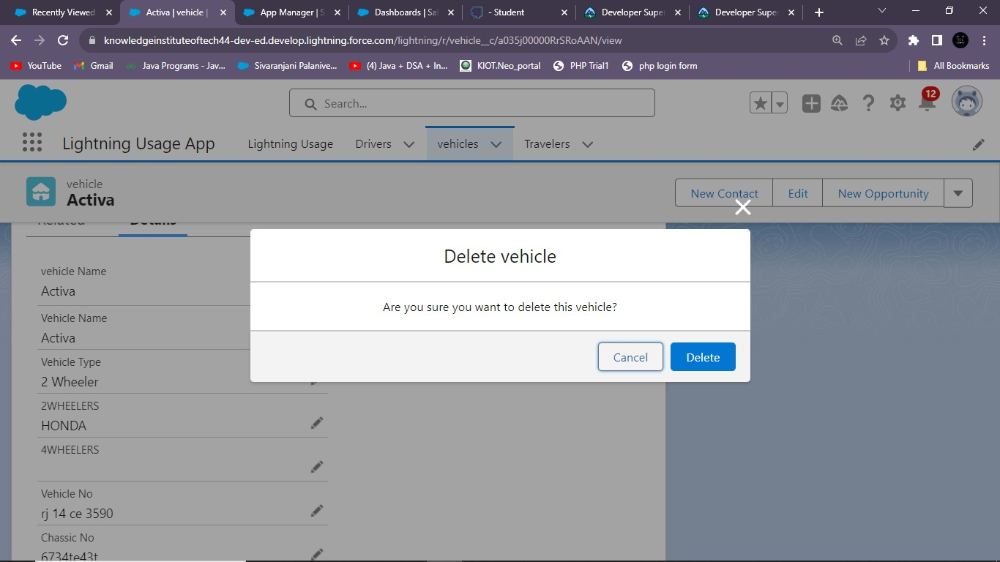 Recently Viewed
Activa | vehicle |
App Manager | S
Dashboards | Sal
- Student
Developer Super
Developer Super
knowledgeinstituteoftech44-dev-ed.develop.lightning.force.com/lightning/r/vehicle__c/a035j00000RrSRoAAN/view
YouTube
Gmail
Java Programs - Jav...
Sivaranjani Palanive...
(4) Java + DSA + In...
KIOT.Neo_portal
PHP Trial1
php login form
All Bookmarks
Search...
12
Lightning Usage App
Lightning Usage
Drivers
vehicles
Travelers
vehicle
Activa
New Contact
Edit
New Opportunity
Related
Details
Delete vehicle
Are you sure you want to delete this vehicle?
Cancel
Delete
vehicle Name
Activa
Vehicle Name
Activa
Vehicle Type
2 Wheeler
2WHEELERS
HONDA
4WHEELERS
Vehicle No
rj 14 ce 3590
Chassic No
6734te43t